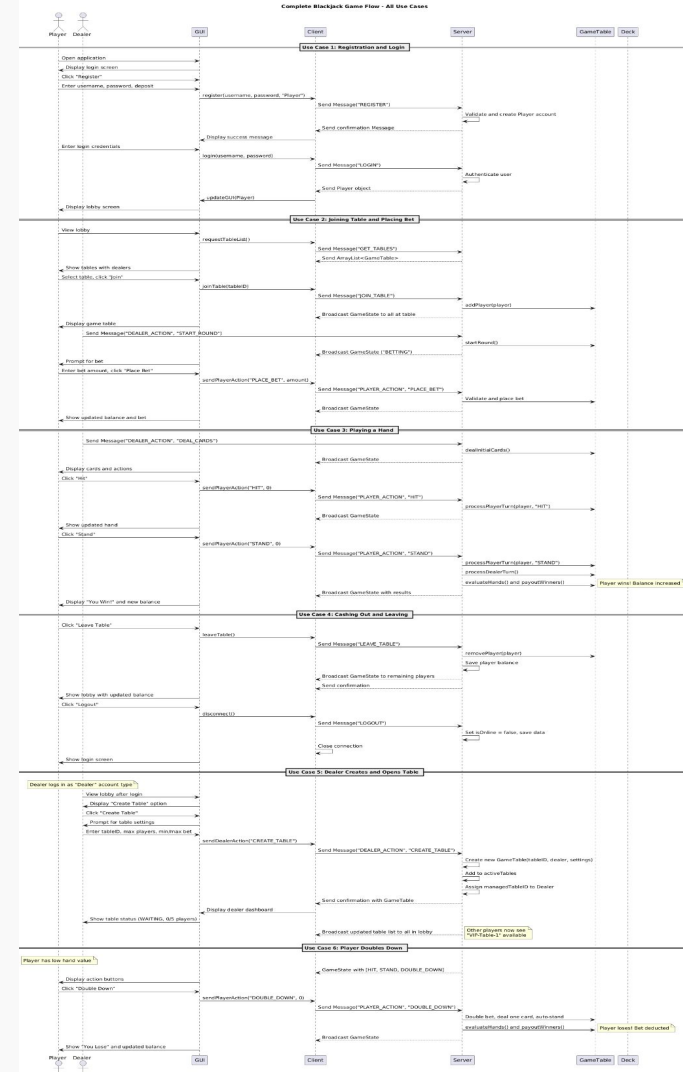 Complete Blackjack Game Flow - All Use Cases
Player Dealer GUI Client Server GameTable Deck
Use Case 1: Registration and Login
Open application
Display login screen
Click "Register"
Enter username, password, deposit
register(username, password, "Player")
Send Message("REGISTER")
Validate and create Player account
Send confirmation Message
Display success message
Enter login credentials
login(username, password)
Send Message("LOGIN")
Authenticate user
Send Player object
updateGUI(Player)
Display lobby screen
Use Case 2: Joining Table and Placing Bet
View lobby
requestTableList()
Send Message("GET_TABLES")
Send ArrayList<GameTable>
Show tables with dealers
Select table, click "Join"
joinTable(tableID)
Send Message("JOIN_TABLE")
addPlayer(player)
Broadcast GameState to all at table
Display game table
Send Message("DEALER_ACTION", "START_ROUND")
startRound()
Broadcast GameState ("BETTING")
Prompt for bet
Enter bet amount, click "Place Bet"
sendPlayerAction("PLACE_BET", amount)
Send Message("PLAYER_ACTION", "PLACE_BET")
Validate and place bet
Broadcast GameState
Show updated balance and bet
Use Case 3: Playing a Hand
Send Message("DEALER_ACTION", "DEAL_CARDS")
dealInitialCards()
Broadcast GameState
Display cards and actions
Click "Hit"
sendPlayerAction("HIT", 0)
Send Message("PLAYER_ACTION", "HIT")
processPlayerTurn(player, "HIT")
Broadcast GameState
Show updated hand
Click "Stand"
sendPlayerAction("STAND", 0)
Send Message("PLAYER_ACTION", "STAND")
processPlayerTurn(player, "STAND")
processDealerTurn()
evaluateHands() and payoutWinners()
Player wins! Balance increased
Broadcast GameState with results
Display "You Win!" and new balance
Use Case 4: Cashing Out and Leaving
Click "Leave Table"
leaveTable()
Send Message("LEAVE_TABLE")
removePlayer(player)
Save player balance
Broadcast GameState to remaining players
Send confirmation
Show lobby with updated balance
Click "Logout"
disconnect()
Send Message("LOGOUT")
Set isOnline = false, save data
Close connection
Show login screen
Use Case 5: Dealer Creates and Opens Table
Dealer logs in as "Dealer" account type
View lobby after login
Display "Create Table" option
Click "Create Table"
Prompt for table settings
Enter tableID, max players, min/max bet
sendDealerAction("CREATE_TABLE")
Send Message("DEALER_ACTION", "CREATE_TABLE")
Create new GameTable(tableID, dealer, settings)
Add to activeTables
Assign managedTableID to Dealer
Send confirmation with GameTable
Display dealer dashboard
Show table status (WAITING, 0/5 players)
Broadcast updated table list to all in lobby
Other players now see
"VIP-Table-1" available
Use Case 6: Player Doubles Down
Player has low hand value
GameState with [HIT, STAND, DOUBLE_DOWN]
Display action buttons
Click "Double Down"
sendPlayerAction("DOUBLE_DOWN", 0)
Send Message("PLAYER_ACTION", "DOUBLE_DOWN")
Double bet, deal one card, auto-stand
evaluateHands() and payoutWinners()
Player loses! Bet deducted
Broadcast GameState
Show "You Lose" and updated balance
Player Dealer GUI Client Server GameTable Deck